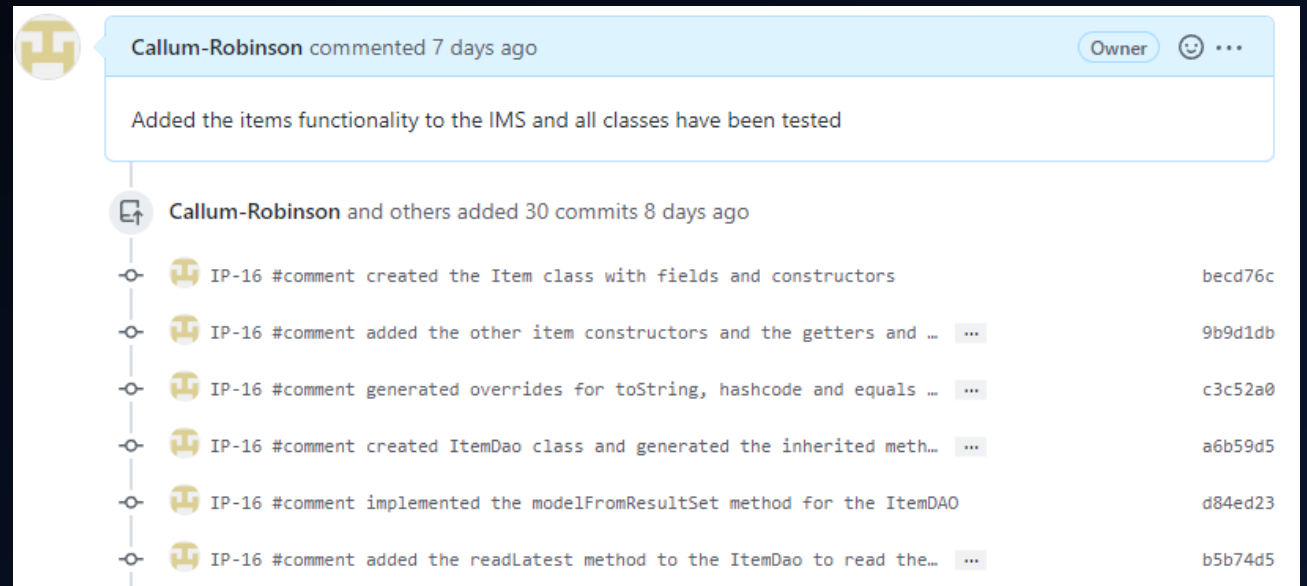 Callum-Robinson commented 7 days ago Owner ...
Added the items functionality to the IMS and all classes have been tested
Callum-Robinson and others added 30 commits 8 days ago
IP-16 #comment created the Item class with fields and constructors becd76c
IP-16 #comment added the other item constructors and the getters and … ... 9b9d1db
IP-16 #comment generated overrides for toString, hashcode and equals … ... c3c52a0
IP-16 #comment created ItemDao class and generated the inherited meth… ... a6b59d5
IP-16 #comment implemented the modelFromResultSet method for the ItemDAO d84ed23
IP-16 #comment added the readLatest method to the ItemDao to read the… ... b5b74d5